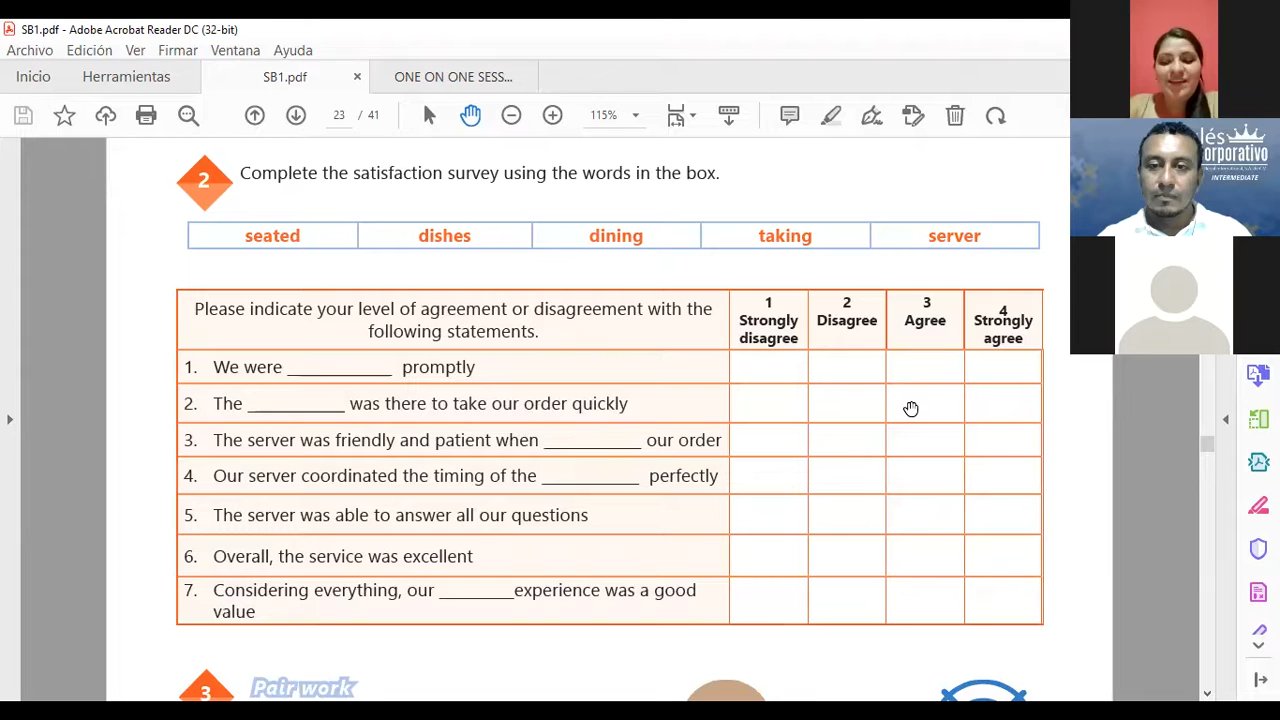 SB1.pdf - Adobe Acrobat Reader DC (32-bit)
Archivo Edición Ver Firmar Ventana Ayuda
Inicio Herramientas SB1.pdf × ONE ON ONE SESS...
23 / 41 115%
2 Complete the satisfaction survey using the words in the box.
seated dishes dining taking server
Please indicate your level of agreement or disagreement with the
following statements.
1
Strongly
disagree
2
Disagree
3
Agree
4
Strongly
agree
1. We were ___________ promptly
2. The __________ was there to take our order quickly
3. The server was friendly and patient when __________ our order
4. Our server coordinated the timing of the __________ perfectly
5. The server was able to answer all our questions
6. Overall, the service was excellent
7. Considering everything, our ________experience was a good
value
3 Pair work
lés
orporativo
INTERMEDIATE